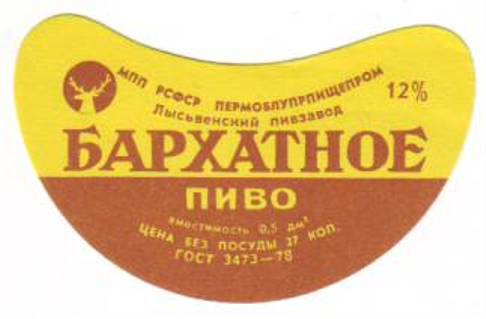 МПП РСФСР ПЕРМОБЛУПРПИЩЕПРОМ
Лысьвенский пивзавод
12%
БАРХАТНОЕ
ПИВО
вместимость 0,5 дм³
ЦЕНА БЕЗ ПОСУДЫ 27 КОП.
ГОСТ 3473—78